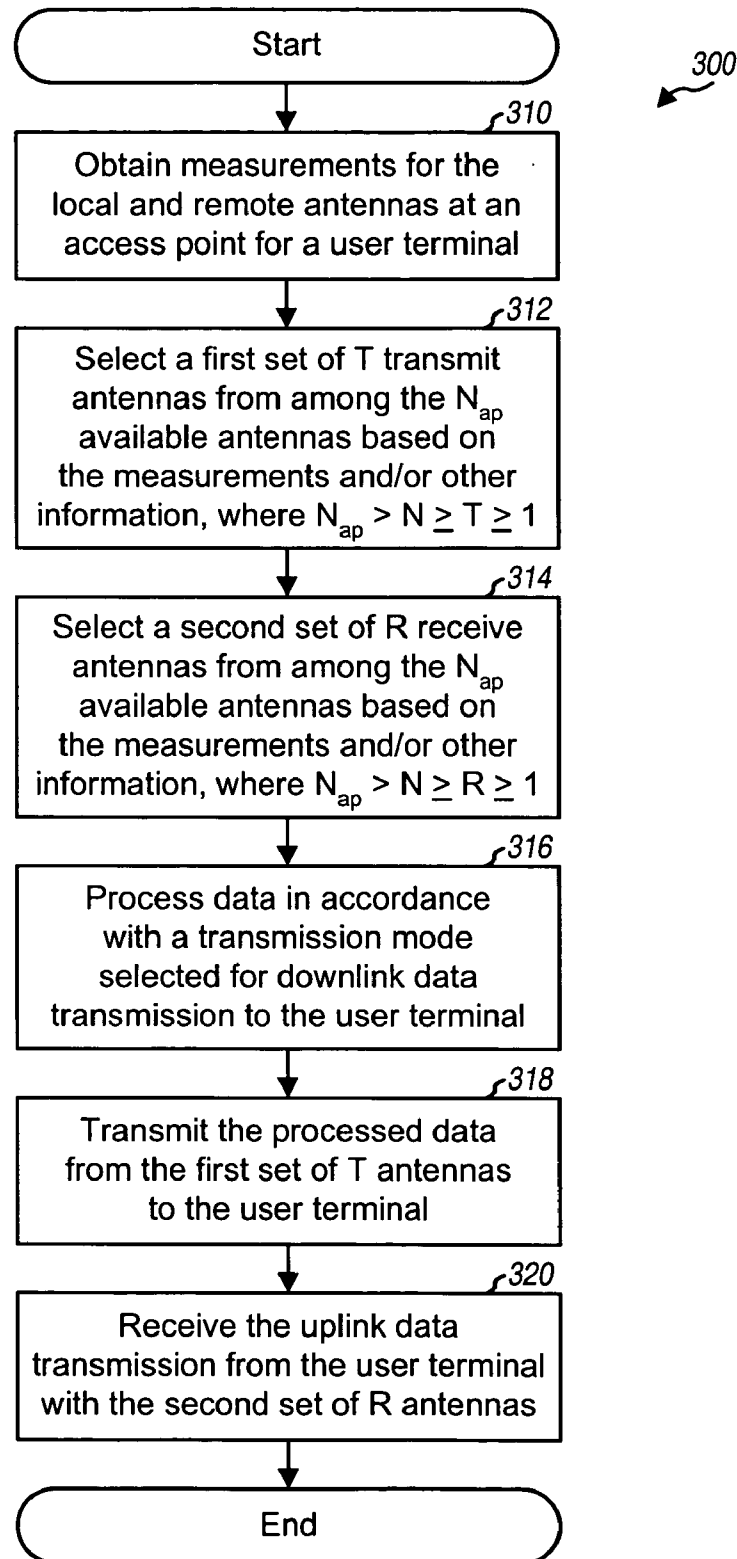 Start
300
310
Obtain measurements for the
local and remote antennas at an
access point for a user terminal
312
Select a first set of T transmit
antennas from among the Nap
available antennas based on
the measurements and/or other
information, where Nap > N ≥ T ≥ 1
314
Select a second set of R receive
antennas from among the Nap
available antennas based on
the measurements and/or other
information, where Nap > N ≥ R ≥ 1
316
Process data in accordance
with a transmission mode
selected for downlink data
transmission to the user terminal
318
Transmit the processed data
from the first set of T antennas
to the user terminal
320
Receive the uplink data
transmission from the user terminal
with the second set of R antennas
End